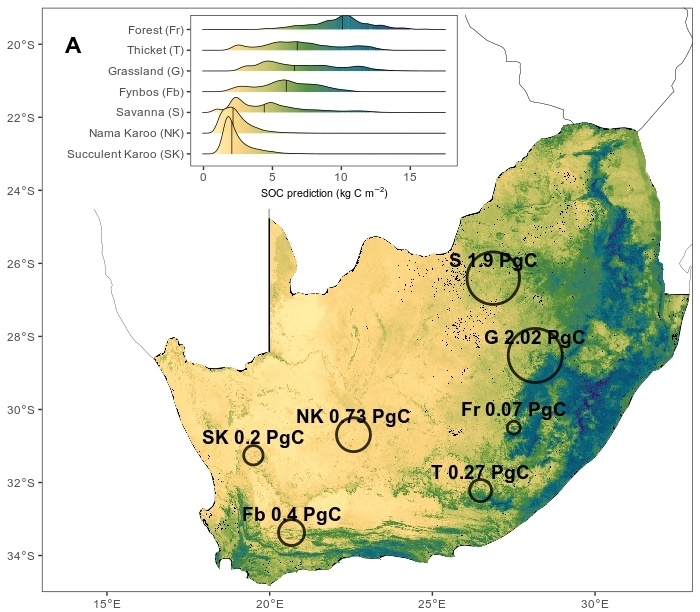 A
Forest (Fr)
Thicket (T)
Grassland (G)
Fynbos (Fb)
Savanna (S)
Nama Karoo (NK)
Succulent Karoo (SK)
0 5 10 15
SOC prediction (kg C m⁻²)
20°S
22°S
24°S
26°S
28°S
30°S
32°S
34°S
S 1.9 PgC
G 2.02 PgC
Fr 0.07 PgC
NK 0.73 PgC
SK 0.2 PgC
T 0.27 PgC
Fb 0.4 PgC
15°E 20°E 25°E 30°E